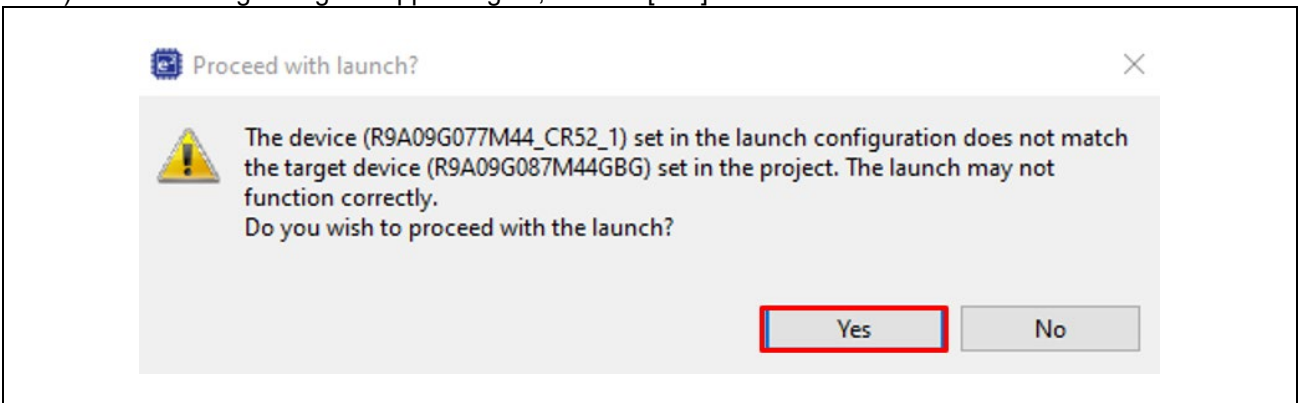 Proceed with launch?
The device (R9A09G077M44_CR52_1) set in the launch configuration does not match
the target device (R9A09G087M44GBG) set in the project. The launch may not
function correctly.
Do you wish to proceed with the launch?
Yes No